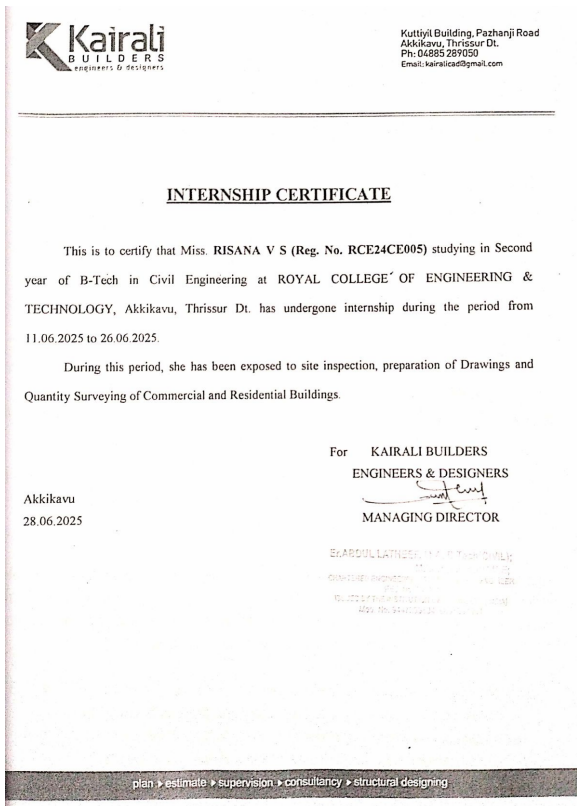 Kairali
BUILDERS
engineers & designers
Kuttiyil Building, Pazhanji Road
Akkikavu, Thrissur Dt.
Ph: 04885 289050
Email: kairalicad@gmail.com
INTERNSHIP CERTIFICATE
This is to certify that Miss. RISANA V S (Reg. No. RCE24CE005) studying in Second
year of B-Tech in Civil Engineering at ROYAL COLLEGE OF ENGINEERING &
TECHNOLOGY, Akkikavu, Thrissur Dt. has undergone internship during the period from
11.06.2025 to 26.06.2025.
During this period, she has been exposed to site inspection, preparation of Drawings and
Quantity Surveying of Commercial and Residential Buildings.
For KAIRALI BUILDERS
ENGINEERS & DESIGNERS
MANAGING DIRECTOR
Akkikavu
28.06.2025
Er.ABDUL
plan ▸ estimate ▸ supervision ▸ consultancy ▸ structural designing